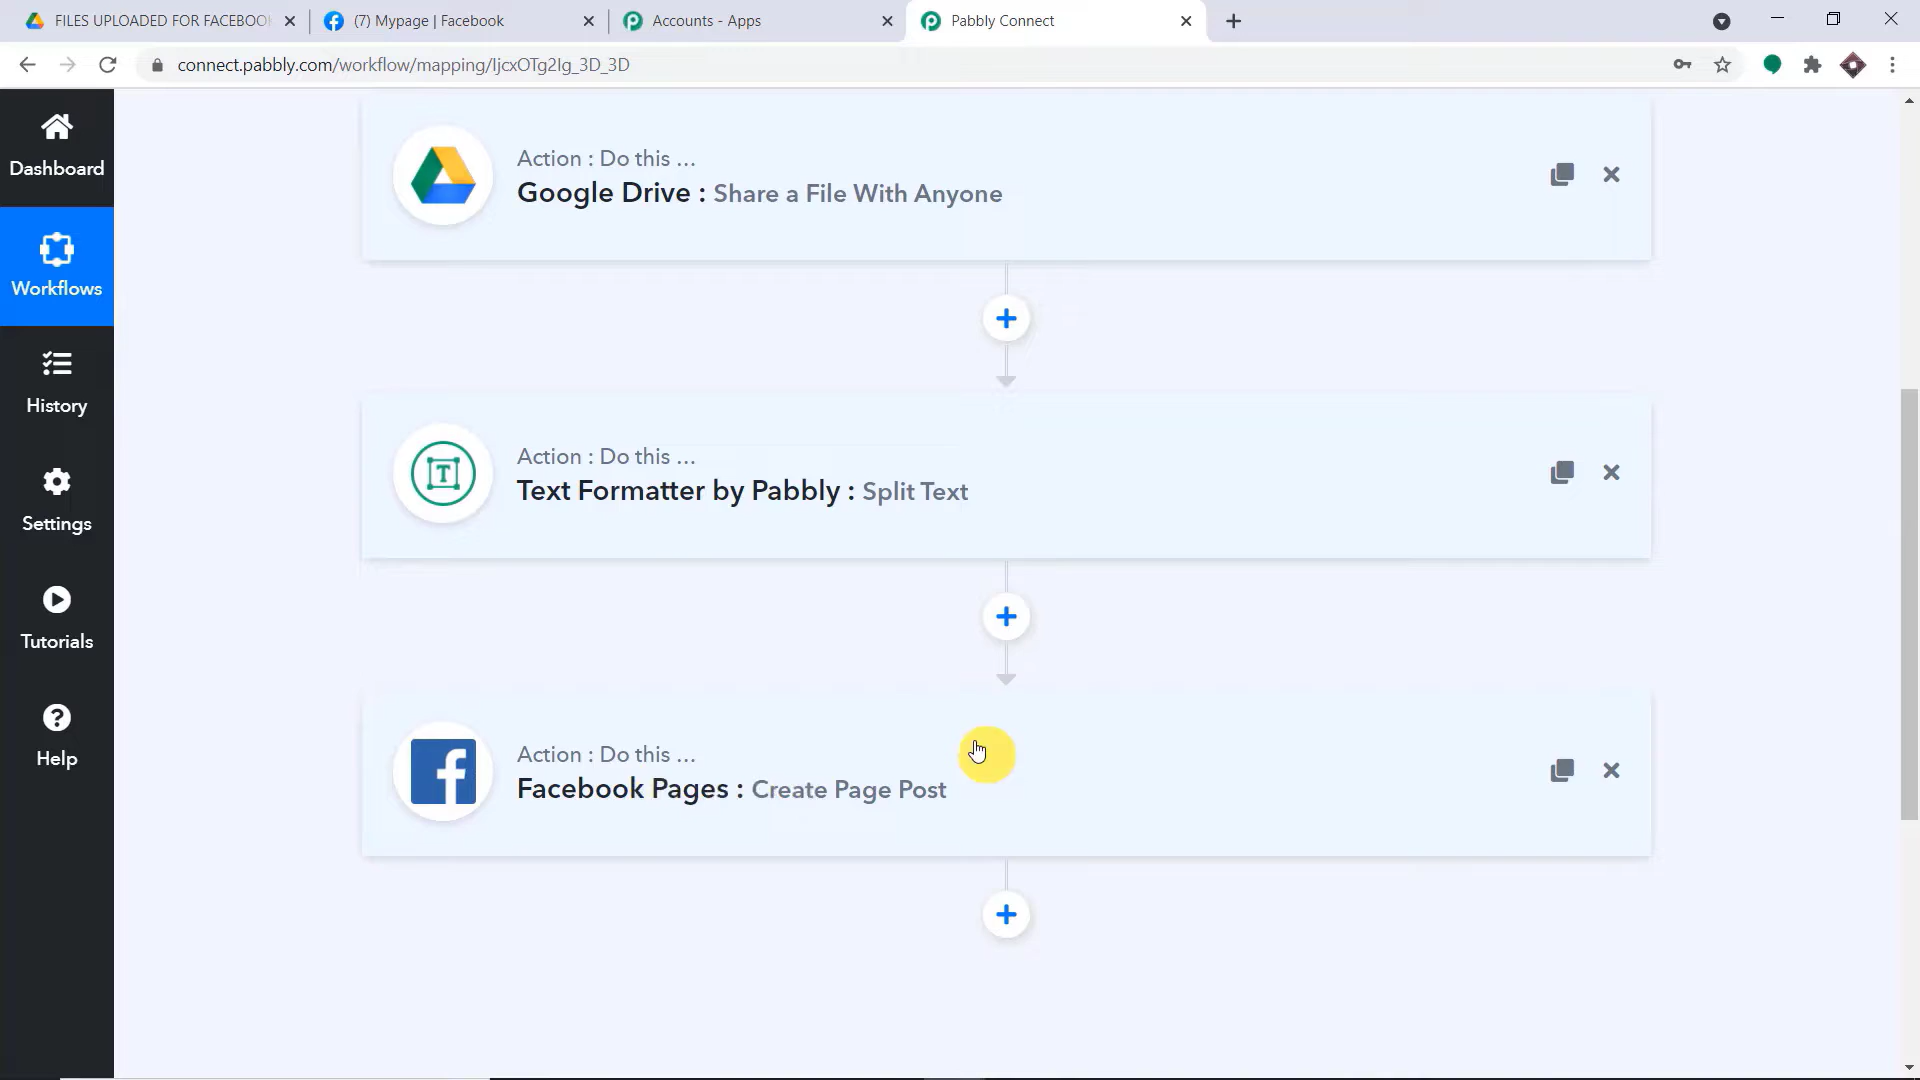 FILES UPLOADED FOR FACEBOO
(7) Mypage | Facebook
Accounts - Apps
Pabbly Connect
connect.pabbly.com/workflow/mapping/IjcxOTg2Ig_3D_3D
Dashboard
Workflows
History
Settings
Tutorials
Help
Action : Do this ...
Google Drive : Share a File With Anyone
Action : Do this ...
Text Formatter by Pabbly : Split Text
Action : Do this ...
Facebook Pages : Create Page Post